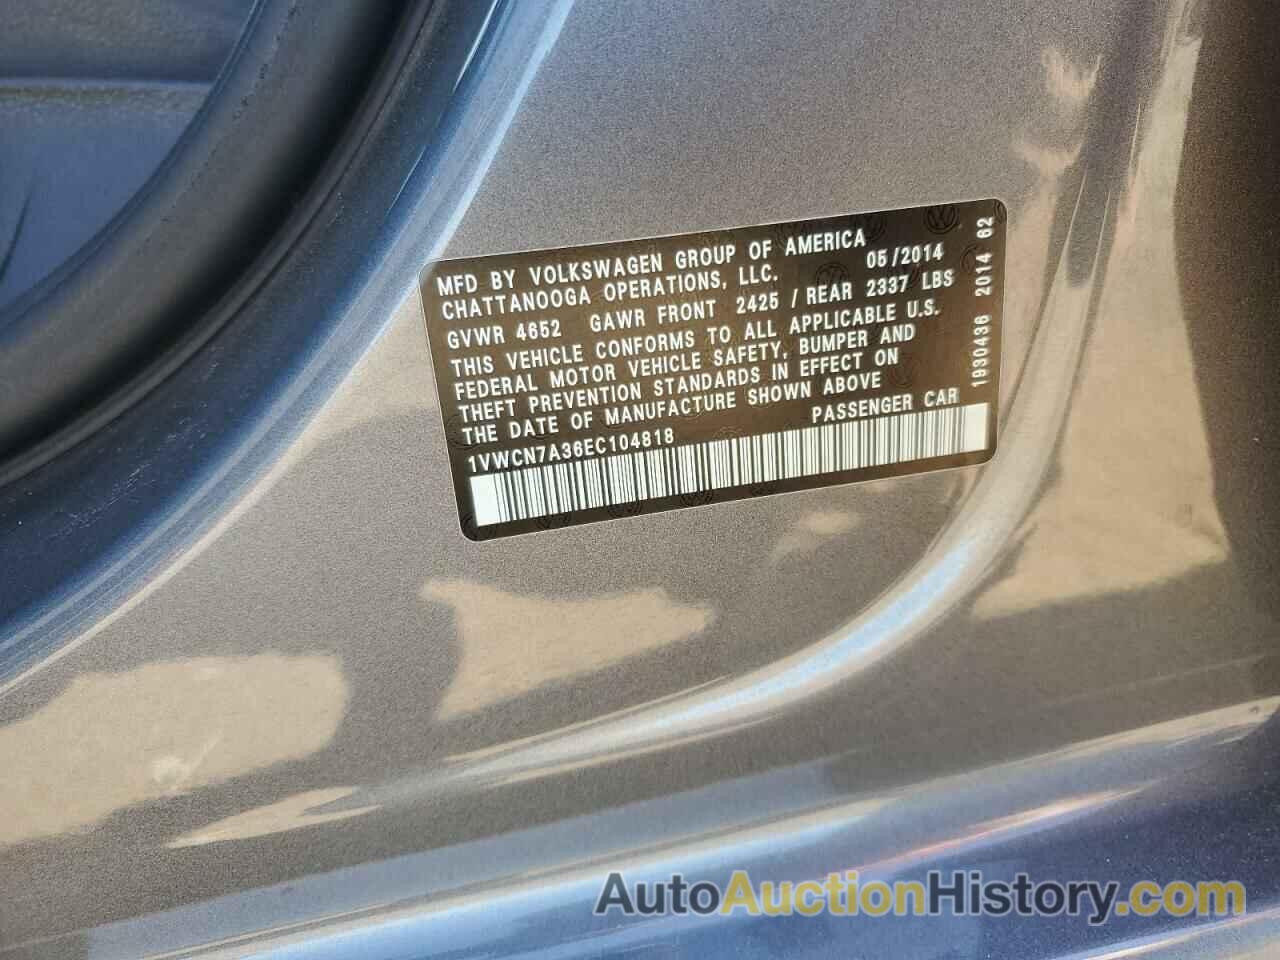 MFD BY VOLKSWAGEN GROUP OF AMERICA
CHATTANOOGA OPERATIONS, LLC. 05/2014
GVWR 4652 GAWR FRONT 2425 / REAR 2337 LBS
THIS VEHICLE CONFORMS TO ALL APPLICABLE U.S.
FEDERAL MOTOR VEHICLE SAFETY, BUMPER AND
THEFT PREVENTION STANDARDS IN EFFECT ON
THE DATE OF MANUFACTURE SHOWN ABOVE
1VWCN7A36EC104818 PASSENGER CAR
1930436 2014 62
AutoAuctionHistory.com